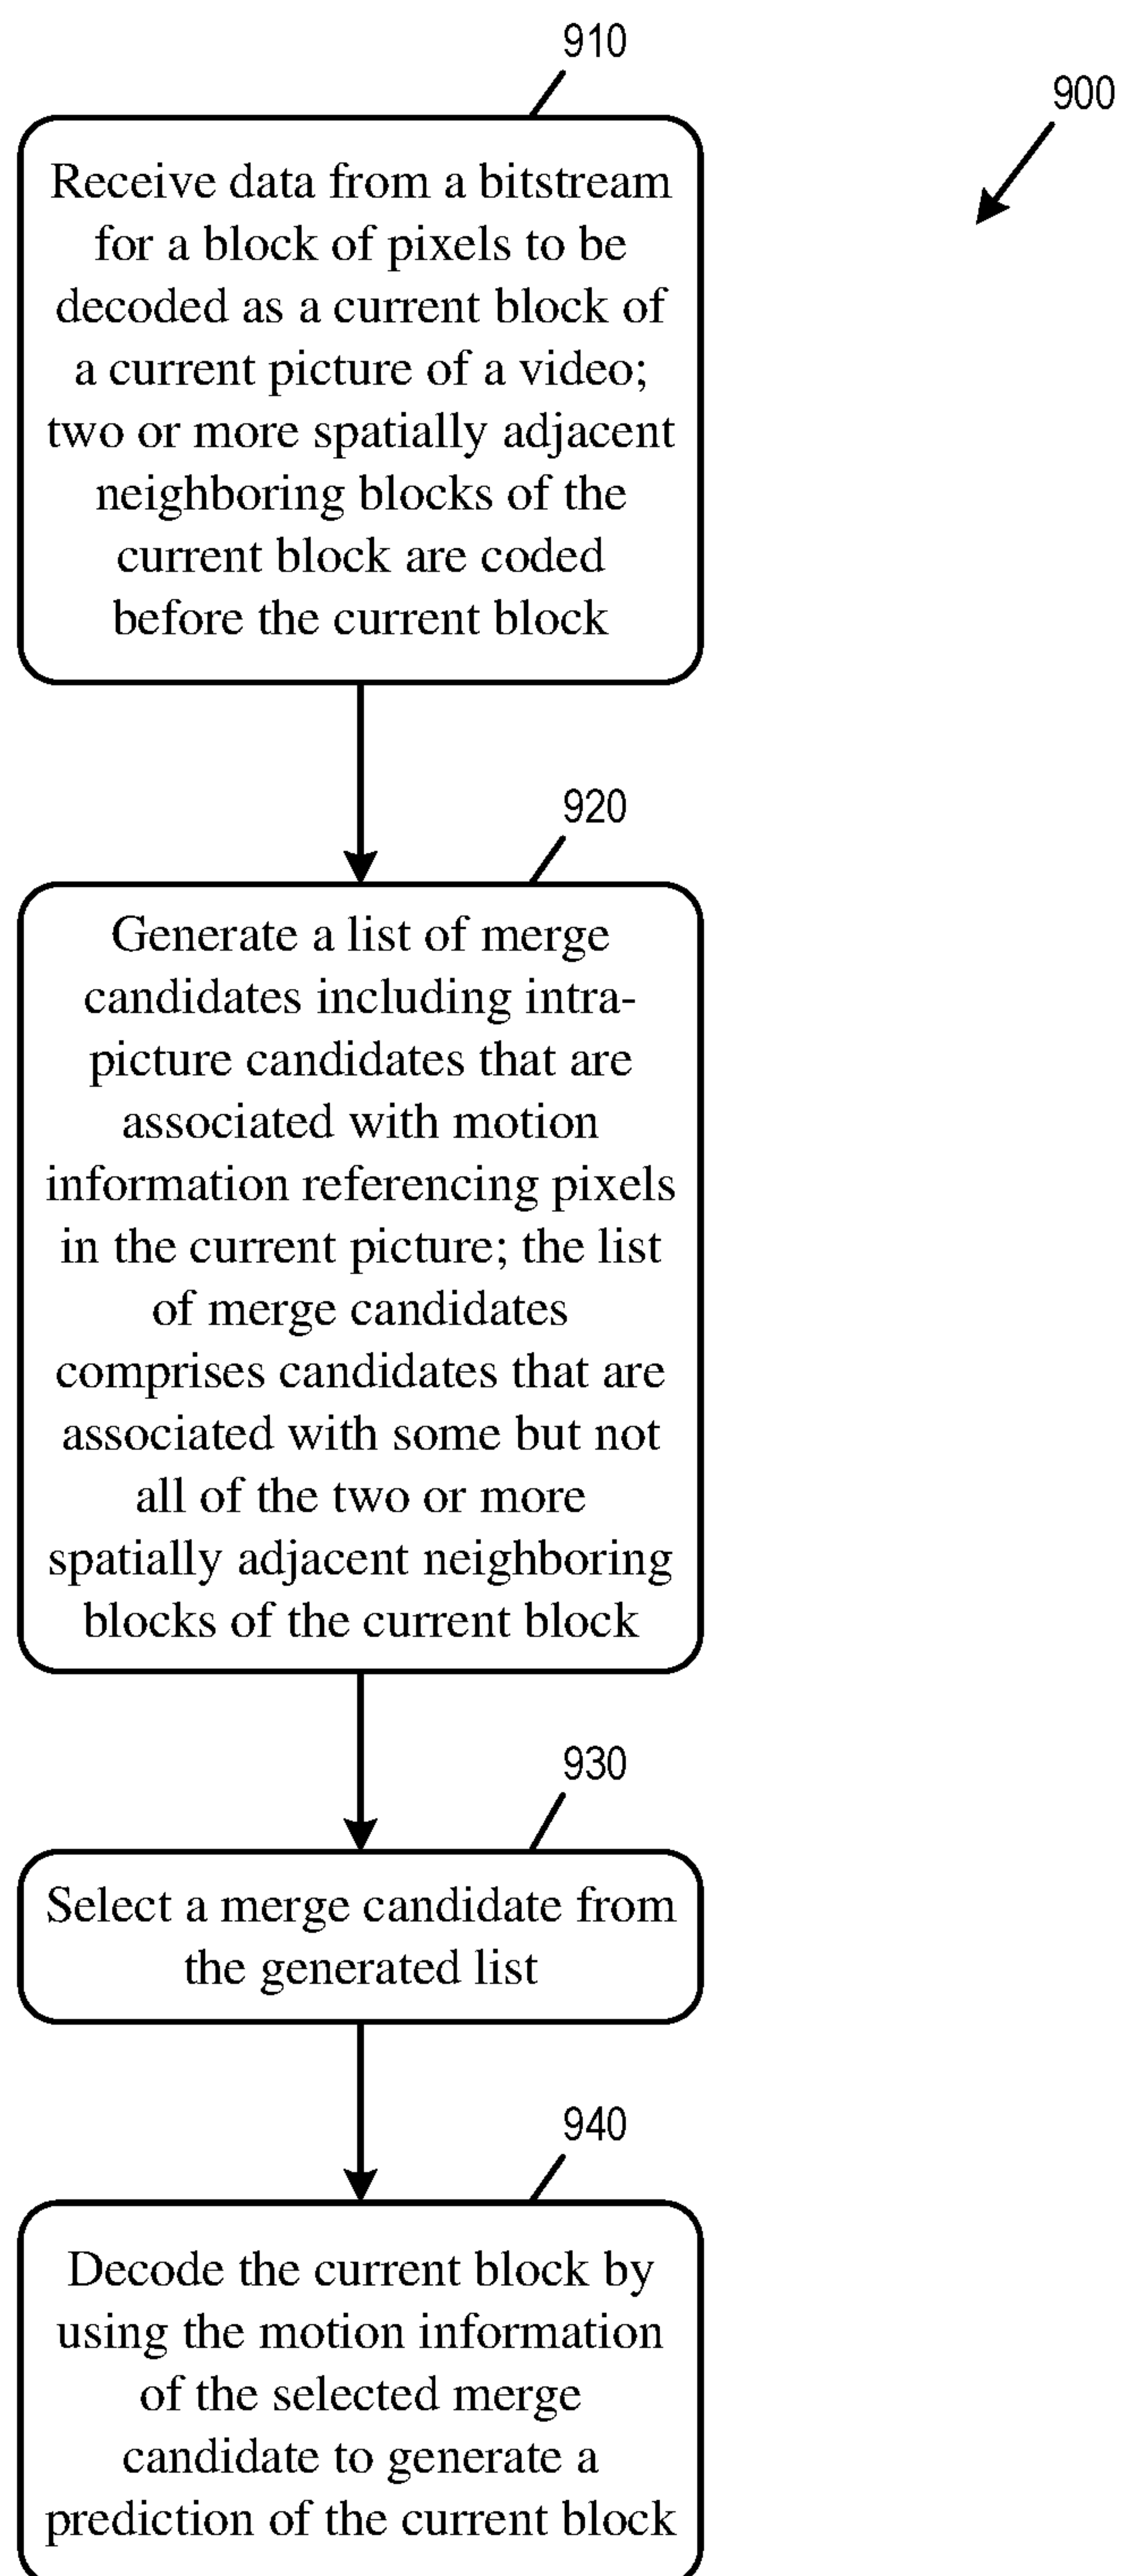 910
900
Receive data from a bitstream
for a block of pixels to be
decoded as a current block of
a current picture of a video;
two or more spatially adjacent
neighboring blocks of the
current block are coded
before the current block
920
Generate a list of merge
candidates including intra-
picture candidates that are
associated with motion
information referencing pixels
in the current picture; the list
of merge candidates
comprises candidates that are
associated with some but not
all of the two or more
spatially adjacent neighboring
blocks of the current block
930
Select a merge candidate from
the generated list
940
Decode the current block by
using the motion information
of the selected merge
candidate to generate a
prediction of the current block